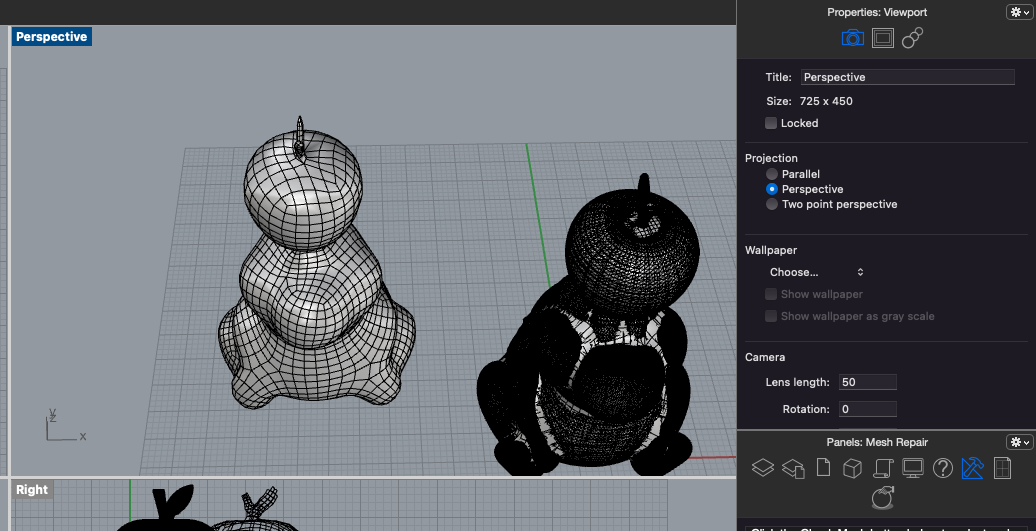 Perspective
Properties: Viewport
Title: Perspective
Size: 725 x 450
Locked
Projection
Parallel
Perspective
Two point perspective
Wallpaper
Choose...
Show wallpaper
Show wallpaper as gray scale
Camera
Lens length: 50
Rotation: 0
y
z
x
Panels: Mesh Repair
Right